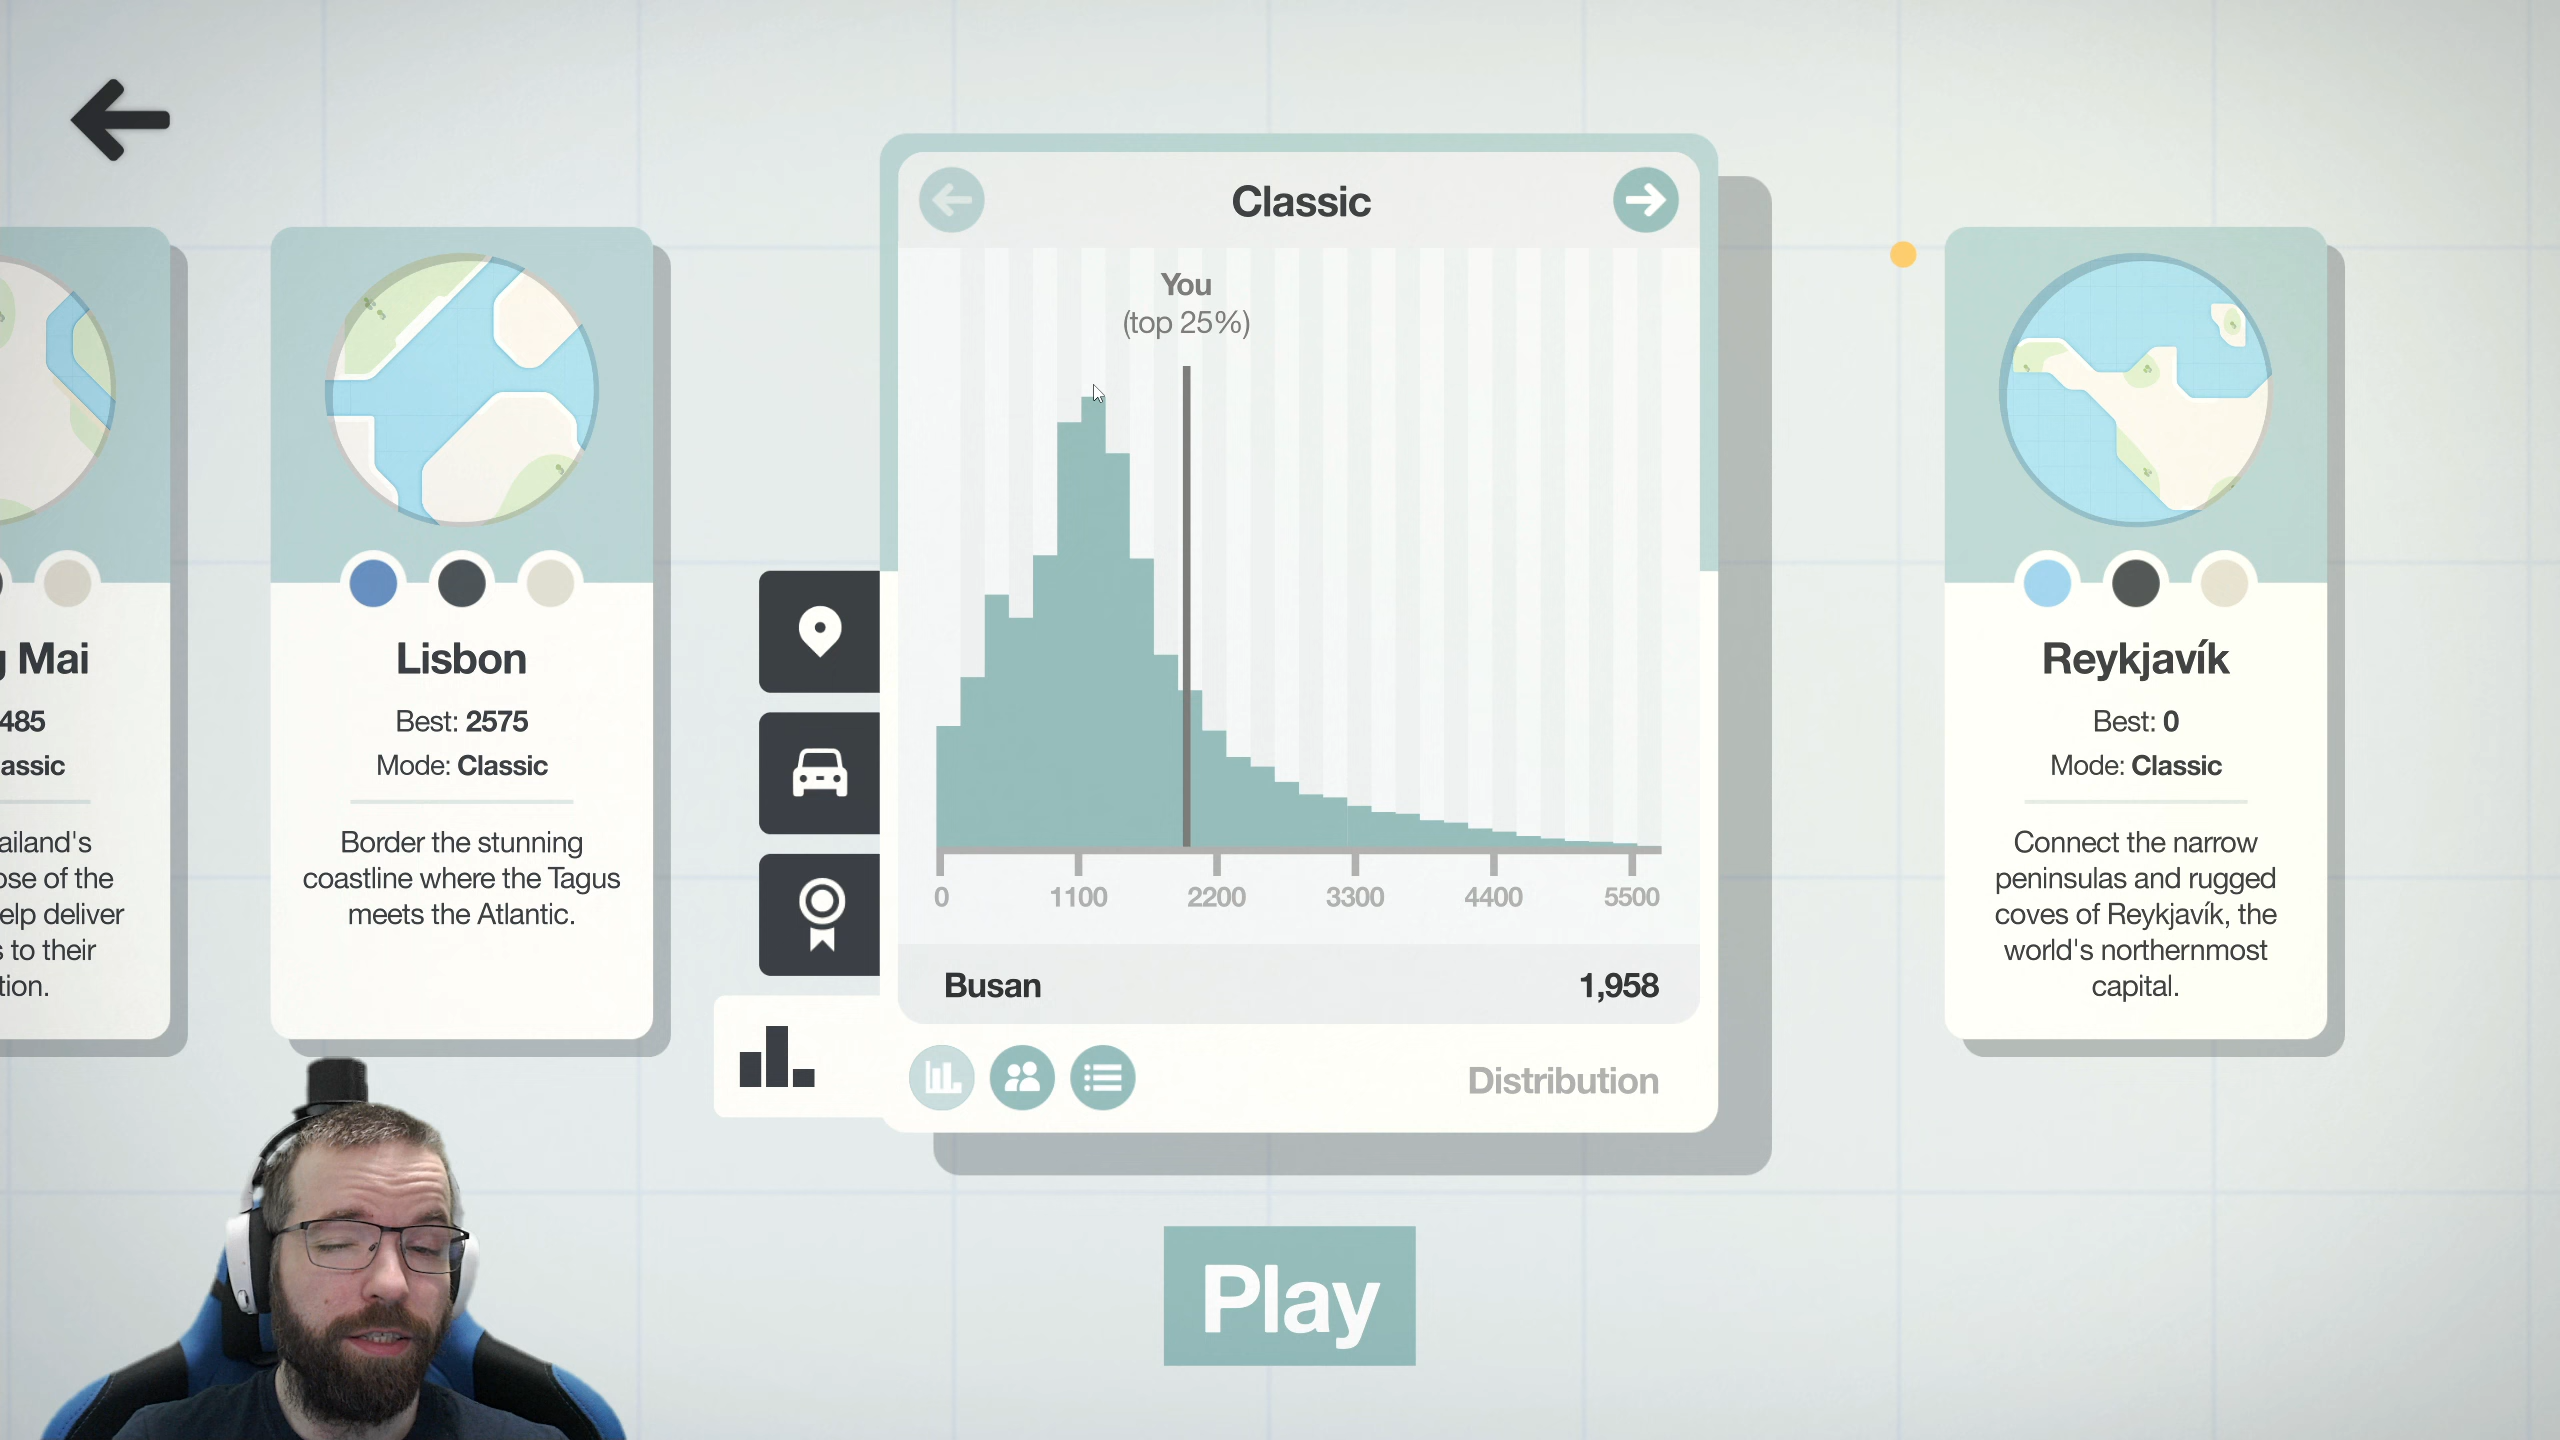 Classic
You
(top 25%)
0
1100
2200
3300
4400
5500
Busan
1,958
Distribution
Play
g Mai
485
assic
ailand's
ose of the
elp deliver
s to their
tion.
Lisbon
Best: 2575
Mode: Classic
Border the stunning
coastline where the Tagus
meets the Atlantic.
Reykjavík
Best: 0
Mode: Classic
Connect the narrow
peninsulas and rugged
coves of Reykjavík, the
world's northernmost
capital.